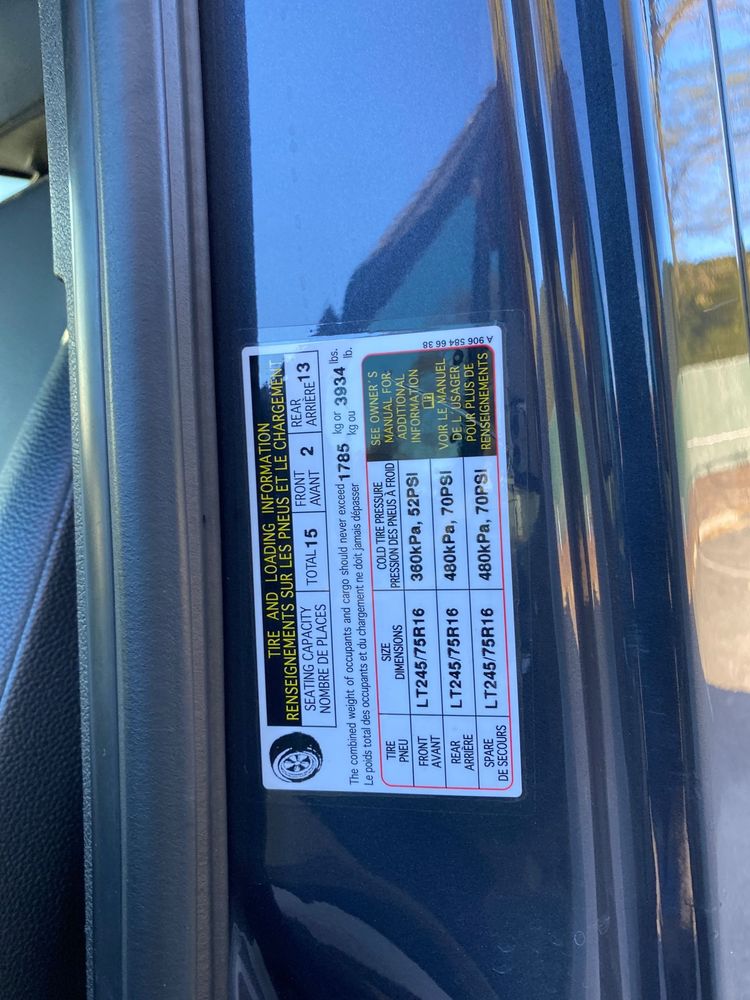 TIRE AND LOADING INFORMATION
RENSEIGNEMENTS SUR LES PNEUS ET LE CHARGEMENT
SEATING CAPACITY
NOMBRE DE PLACES
TOTAL 15
FRONT
AVANT
2
REAR
ARRIÈRE
13
The combined weight of occupants and cargo should never exceed 1785 kg or 3934 lbs.
Le poids total des occupants et du chargement ne doit jamais dépasser kg ou lb.
TIRE
PNEU
SIZE
DIMENSIONS
COLD TIRE PRESSURE
PRESSION DES PNEUS À FROID
FRONT
AVANT
LT245/75R16
360kPa, 52PSI
REAR
ARRIÈRE
LT245/75R16
480kPa, 70PSI
SPARE
DE SECOURS
LT245/75R16
480kPa, 70PSI
SEE OWNER'S
MANUAL FOR
ADDITIONAL
INFORMATION
VOIR LE MANUEL
DE L'USAGER
POUR PLUS DE
RENSEIGNEMENTS
A 906 584 66 38